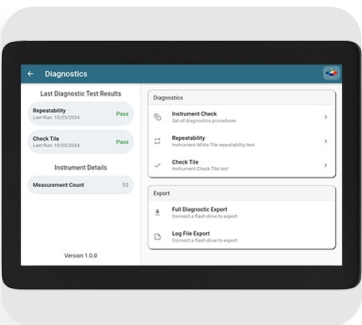 Diagnostics
Last Diagnostic Test Results
Repeatability
Last Run: 10/25/2024
Pass
Check Tile
Last Run: 10/25/2024
Pass
Instrument Details
Measurement Count
52
Version 1.0.0
Diagnostics
Instrument Check
Set of diagnostics procedures
Repeatability
Instrument White Tile repeatability test
Check Tile
Instrument Check Tile test
Export
Full Diagnostic Export
Connect a flash drive to export
Log File Export
Connect a flash drive to export